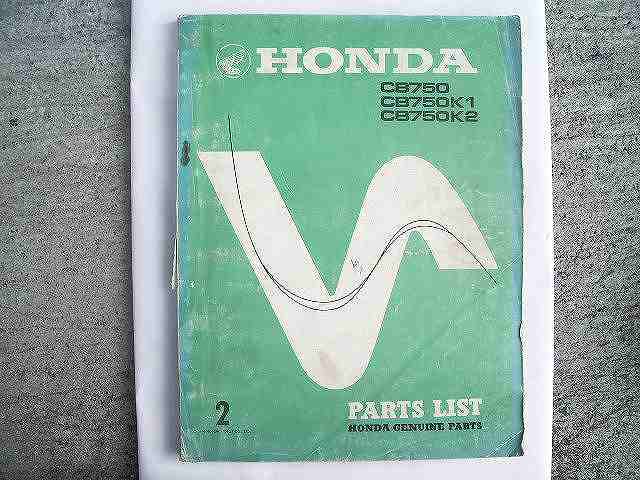 HONDA
CB750
CB750K1
CB750K2
2
PARTS LIST
HONDA GENUINE PARTS